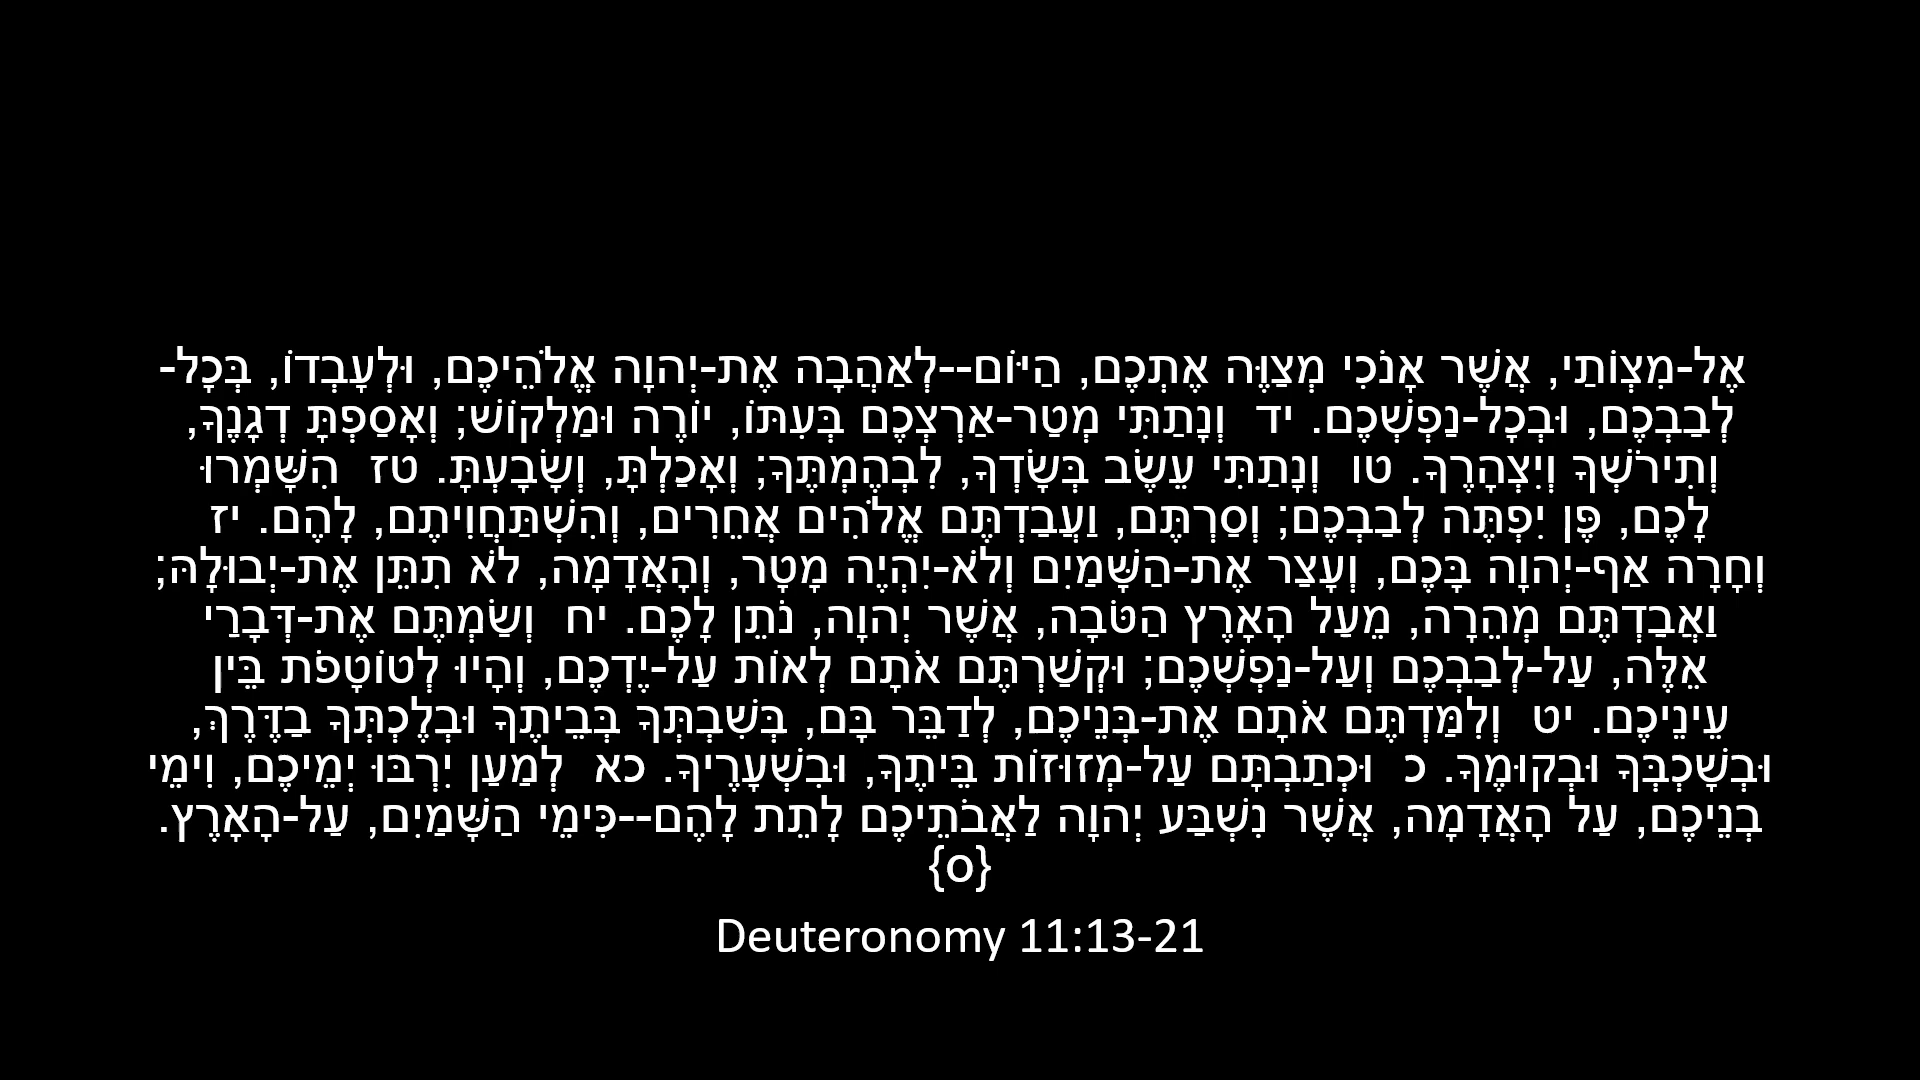 אֶל-מִצְוֺתַי, אֲשֶׁר אָנֹכִי מְצַוֶּה אֶתְכֶם, הַיּוֹם--לְאַהֲבָה אֶת-יְהוָה אֱלֹהֵיכֶם, וּלְעָבְדוֹ, בְּכָל-
לְבַבְכֶם, וּבְכָל-נַפְשְׁכֶם. יד  וְנָתַתִּי מְטַר-אַרְצְכֶם בְּעִתּוֹ, יוֹרֶה וּמַלְקוֹשׁ; וְאָסַפְתָּ דְגָנֶךָ,
וְתִירֹשְׁךָ וְיִצְהָרֶךָ. טו  וְנָתַתִּי עֵשֶׂב בְּשָׂדְךָ, לִבְהֶמְתֶּךָ; וְאָכַלְתָּ, וְשָׂבָעְתָּ. טז  הִשָּׁמְרוּ
לָכֶם, פֶּן יִפְתֶּה לְבַבְכֶם; וְסַרְתֶּם, וַעֲבַדְתֶּם אֱלֹהִים אֲחֵרִים, וְהִשְׁתַּחֲוִיתֶם, לָהֶם. יז
וְחָרָה אַף-יְהוָה בָּכֶם, וְעָצַר אֶת-הַשָּׁמַיִם וְלֹא-יִהְיֶה מָטָר, וְהָאֲדָמָה, לֹא תִתֵּן אֶת-יְבוּלָהּ;
וַאֲבַדְתֶּם מְהֵרָה, מֵעַל הָאָרֶץ הַטֹּבָה, אֲשֶׁר יְהוָה, נֹתֵן לָכֶם. יח  וְשַׂמְתֶּם אֶת-דְּבָרַי
אֵלֶּה, עַל-לְבַבְכֶם וְעַל-נַפְשְׁכֶם; וּקְשַׁרְתֶּם אֹתָם לְאוֹת עַל-יֶדְכֶם, וְהָיוּ לְטוֹטָפֹת בֵּין
עֵינֵיכֶם. יט  וְלִמַּדְתֶּם אֹתָם אֶת-בְּנֵיכֶם, לְדַבֵּר בָּם, בְּשִׁבְתְּךָ בְּבֵיתֶךָ וּבְלֶכְתְּךָ בַדֶּרֶךְ,
וּבְשָׁכְבְּךָ וּבְקוּמֶךָ. כ  וּכְתַבְתָּם עַל-מְזוּזוֹת בֵּיתֶךָ, וּבִשְׁעָרֶיךָ. כא  לְמַעַן יִרְבּוּ יְמֵיכֶם, וִימֵי
בְנֵיכֶם, עַל הָאֲדָמָה, אֲשֶׁר נִשְׁבַּע יְהוָה לַאֲבֹתֵיכֶם לָתֵת לָהֶם--כִּימֵי הַשָּׁמַיִם, עַל-הָאָרֶץ.
{ס}
Deuteronomy 11:13-21